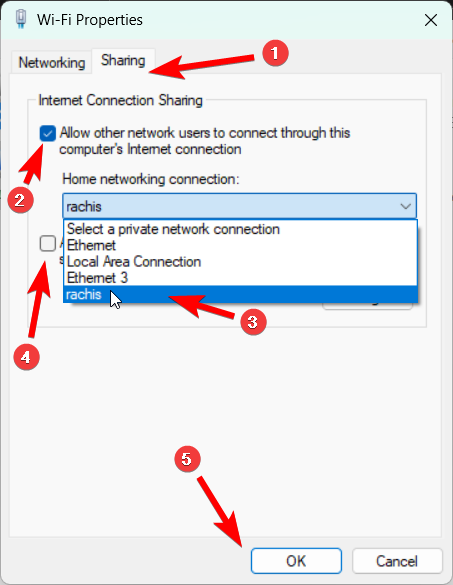 Wi-Fi Properties
Networking
Sharing
1
Internet Connection Sharing
Allow other network users to connect through this
computer's Internet connection
2
Home networking connection:
rachis
Select a private network connection
Ethernet
Local Area Connection
Ethernet 3
rachis
3
4
5
OK
Cancel